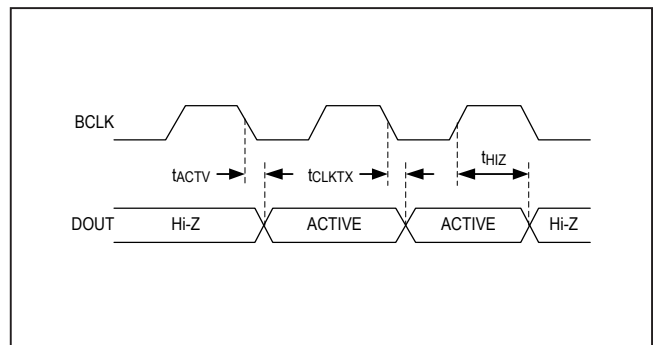 BCLK
tACTV
tCLKTX
tHIZ
DOUT
Hi-Z
ACTIVE
ACTIVE
Hi-Z